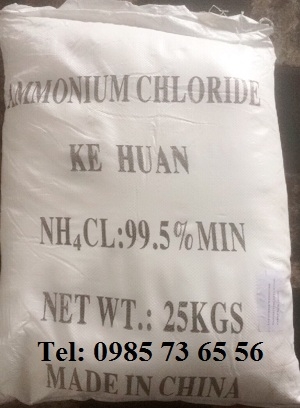 AMMONIUM CHLORIDE
KE HUAN
NH₄CL:99.5%MIN
NET WT.: 25KGS
Tel: 0985 73 65 56
MADE IN CHINA